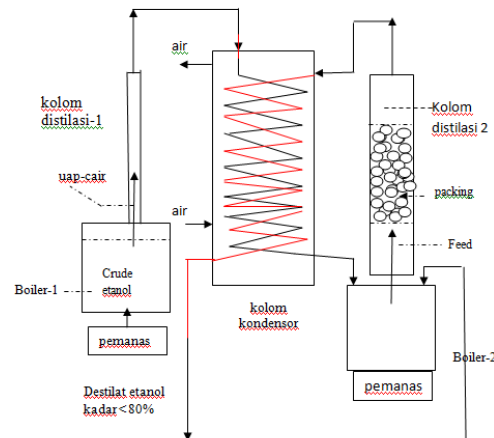 air
kolom
distilasi-1
uap-cair
air
Crude
etanol
Boiler-1
pemanas
kolom
kondensor
Destilat etanol
kadar<80%
Kolom
distilasi 2
packing
Feed
Boiler-2
pemanas